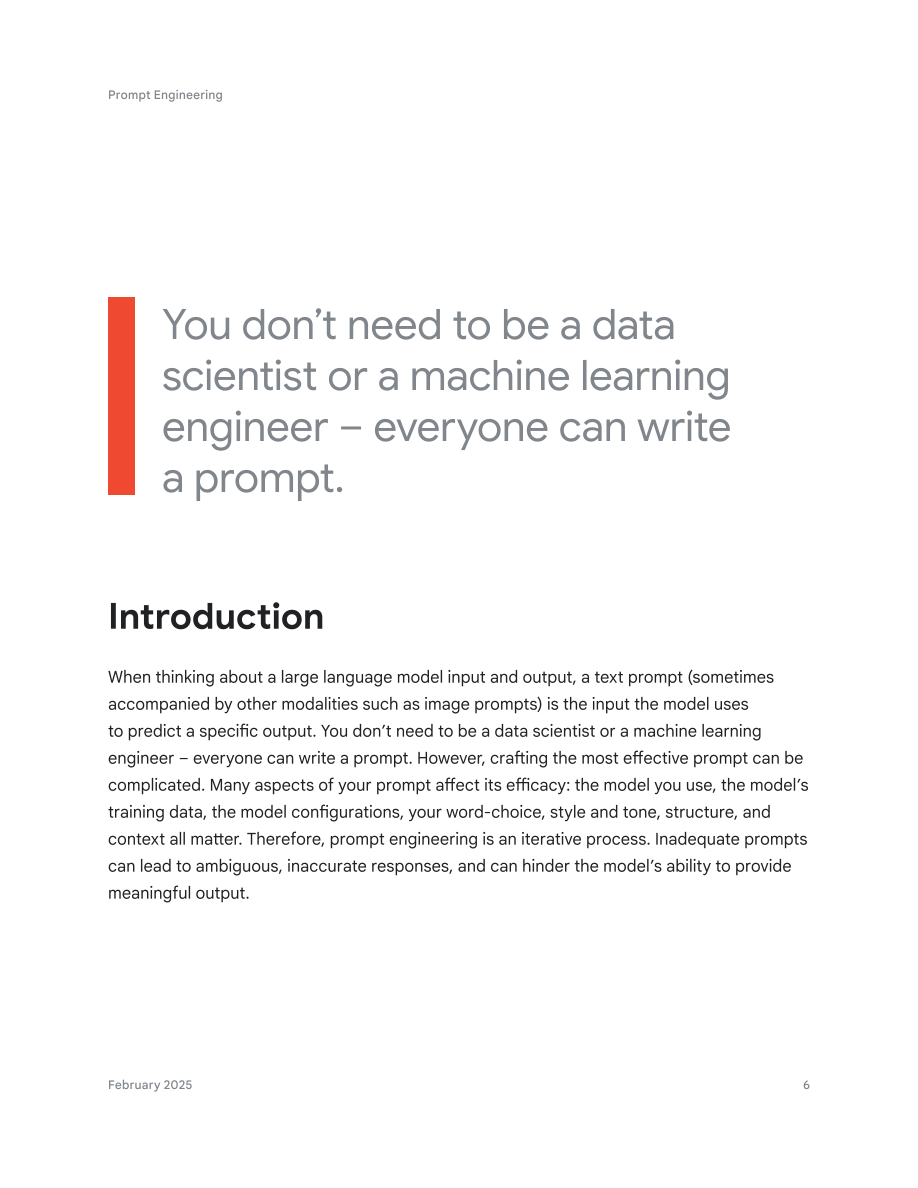 Prompt Engineering
You don’t need to be a data
scientist or a machine learning
engineer – everyone can write
a prompt.
Introduction
When thinking about a large language model input and output, a text prompt (sometimes
accompanied by other modalities such as image prompts) is the input the model uses
to predict a specific output. You don’t need to be a data scientist or a machine learning
engineer – everyone can write a prompt. However, crafting the most effective prompt can be
complicated. Many aspects of your prompt affect its efficacy: the model you use, the model’s
training data, the model configurations, your word-choice, style and tone, structure, and
context all matter. Therefore, prompt engineering is an iterative process. Inadequate prompts
can lead to ambiguous, inaccurate responses, and can hinder the model’s ability to provide
meaningful output.
February 2025
6